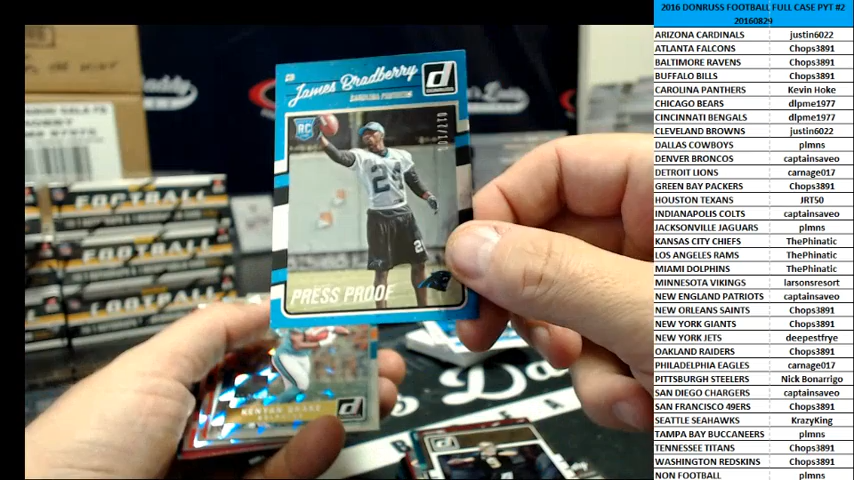 2016 DONRUSS FOOTBALL FULL CASE PYT #2
20160829
ARIZONA CARDINALS justin6022
ATLANTA FALCONS Chops3891
BALTIMORE RAVENS Chops3891
BUFFALO BILLS Chops3891
CAROLINA PANTHERS Kevin Hoke
CHICAGO BEARS dlpme1977
CINCINNATI BENGALS dlpme1977
CLEVELAND BROWNS justin6022
DALLAS COWBOYS plmns
DENVER BRONCOS captainsaveo
DETROIT LIONS carnage017
GREEN BAY PACKERS Chops3891
HOUSTON TEXANS JRT50
INDIANAPOLIS COLTS captainsaveo
JACKSONVILLE JAGUARS plmns
KANSAS CITY CHIEFS ThePhinatic
LOS ANGELES RAMS ThePhinatic
MIAMI DOLPHINS ThePhinatic
MINNESOTA VIKINGS larsonsresort
NEW ENGLAND PATRIOTS captainsaveo
NEW ORLEANS SAINTS Chops3891
NEW YORK GIANTS Chops3891
NEW YORK JETS deepestfrye
OAKLAND RAIDERS Chops3891
PHILADELPHIA EAGLES carnage017
PITTSBURGH STEELERS Nick Bonarrigo
SAN DIEGO CHARGERS captainsaveo
SAN FRANCISCO 49ERS Chops3891
SEATTLE SEAHAWKS KrazyKing
TAMPA BAY BUCCANEERS plmns
TENNESSEE TITANS Chops3891
WASHINGTON REDSKINS Chops3891
NON FOOTBALL plmns
James Bradberry
CAROLINA PANTHERS
DONRUSS
RC
24
PRESS PROOF
KENYAN DRAKE
FOOTBALL
FOOTBALL
FOOTBALL
FOOTBALL